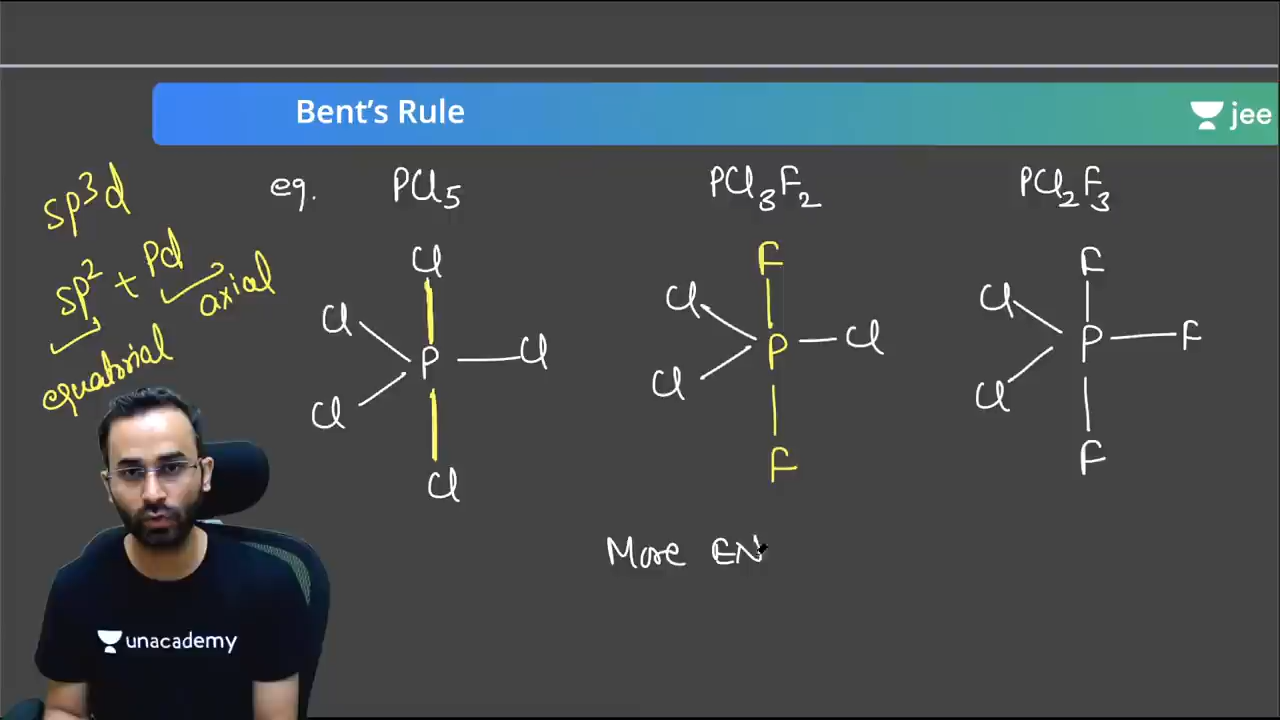 Bent's Rule
jee
sp³d
sp² + Pd
equatorial
axial
eq.
PCl₅
Cl
Cl
Cl
P
Cl
Cl
PCl₃F₂
F
Cl
P
Cl
Cl
F
PCl₂F₃
F
Cl
P
F
Cl
F
More EN
unacademy